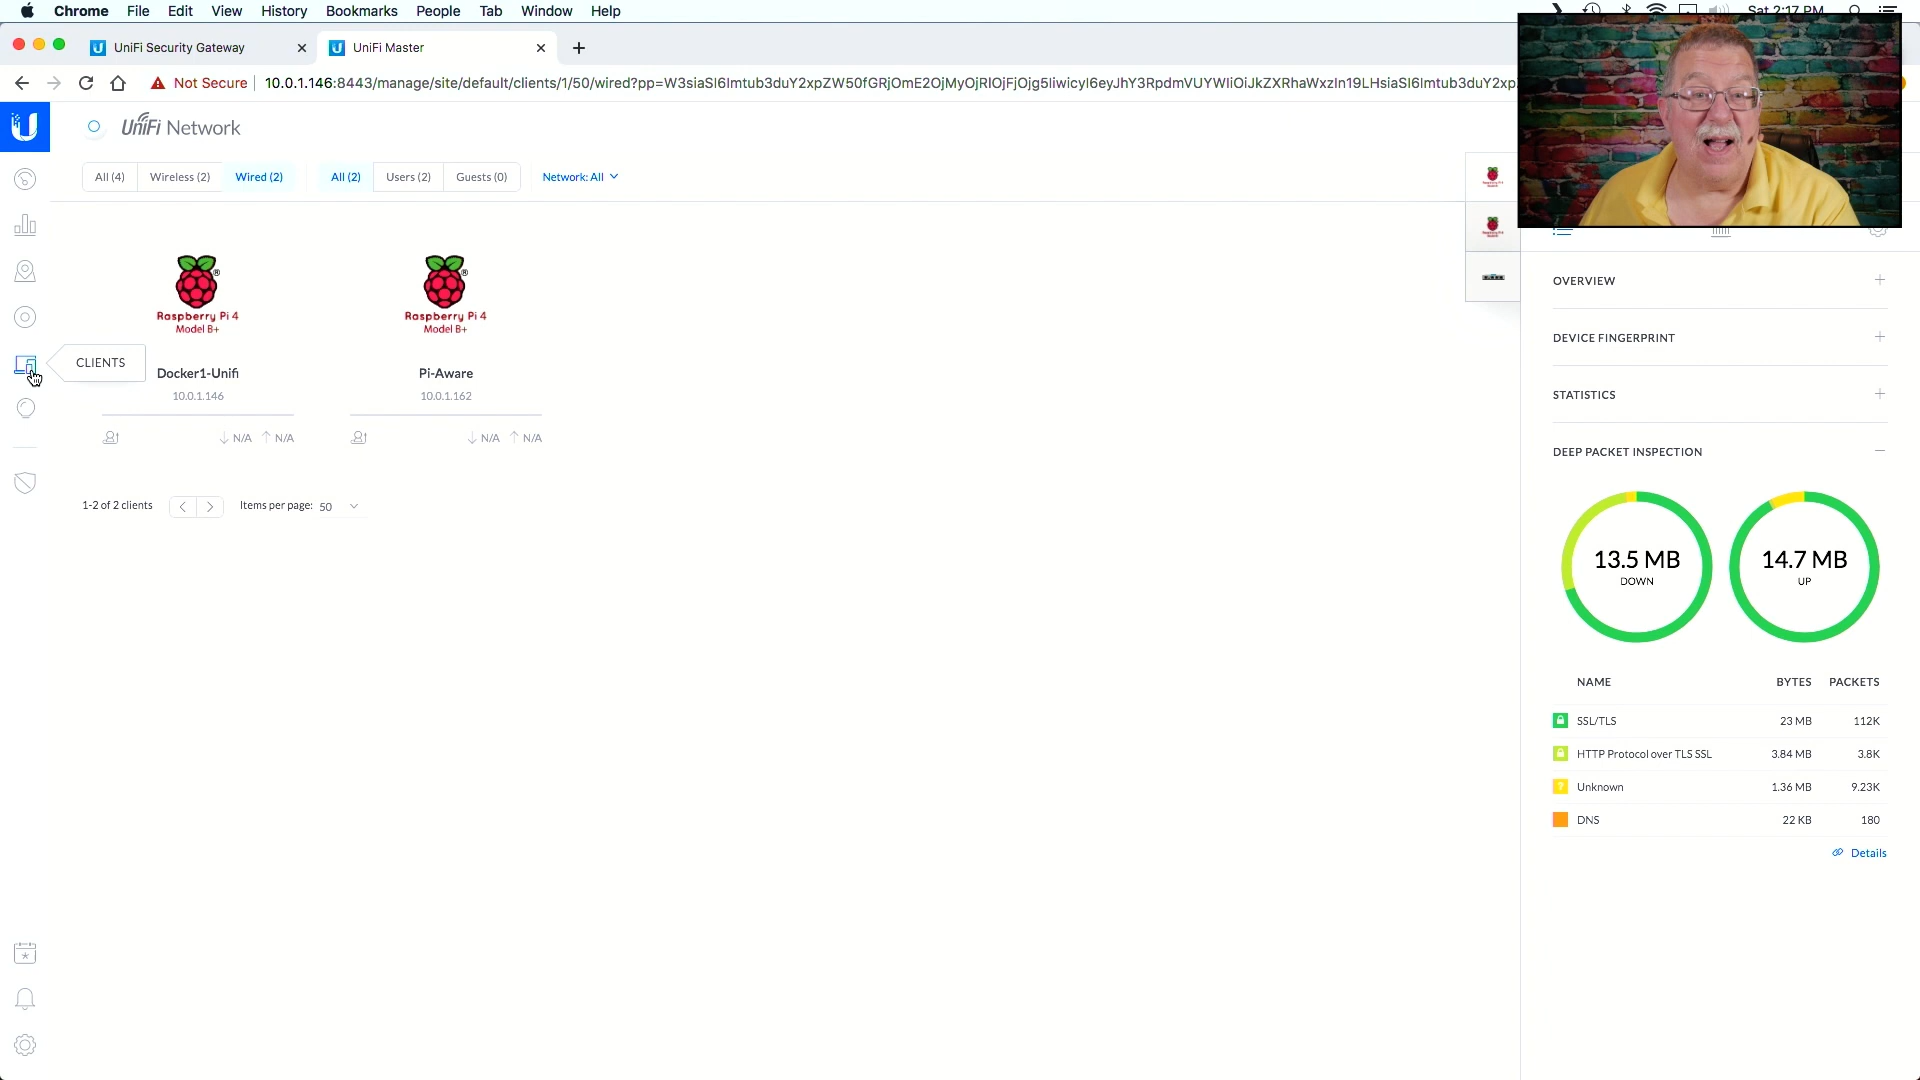 Chrome File Edit View History Bookmarks People Tab Window Help Sat 2:17 PM
UniFi Security Gateway
UniFi Master
Not Secure 10.0.1.146:8443/manage/site/default/clients/1/50/wired?pp=
UniFi Network
All (4) Wireless (2) Wired (2) All (2) Users (2) Guests (0) Network: All
CLIENTS
Raspberry Pi 4
Model B+
Docker1-Unifi
10.0.1.146
N/A N/A
Raspberry Pi 4
Model B+
Pi-Aware
10.0.1.162
N/A N/A
1-2 of 2 clients Items per page: 50
OVERVIEW
DEVICE FINGERPRINT
STATISTICS
DEEP PACKET INSPECTION
13.5 MB
DOWN
14.7 MB
UP
NAME BYTES PACKETS
SSL/TLS 23 MB 112K
HTTP Protocol over TLS SSL 3.84 MB 3.8K
Unknown 1.36 MB 9.23K
DNS 22 KB 180
Details